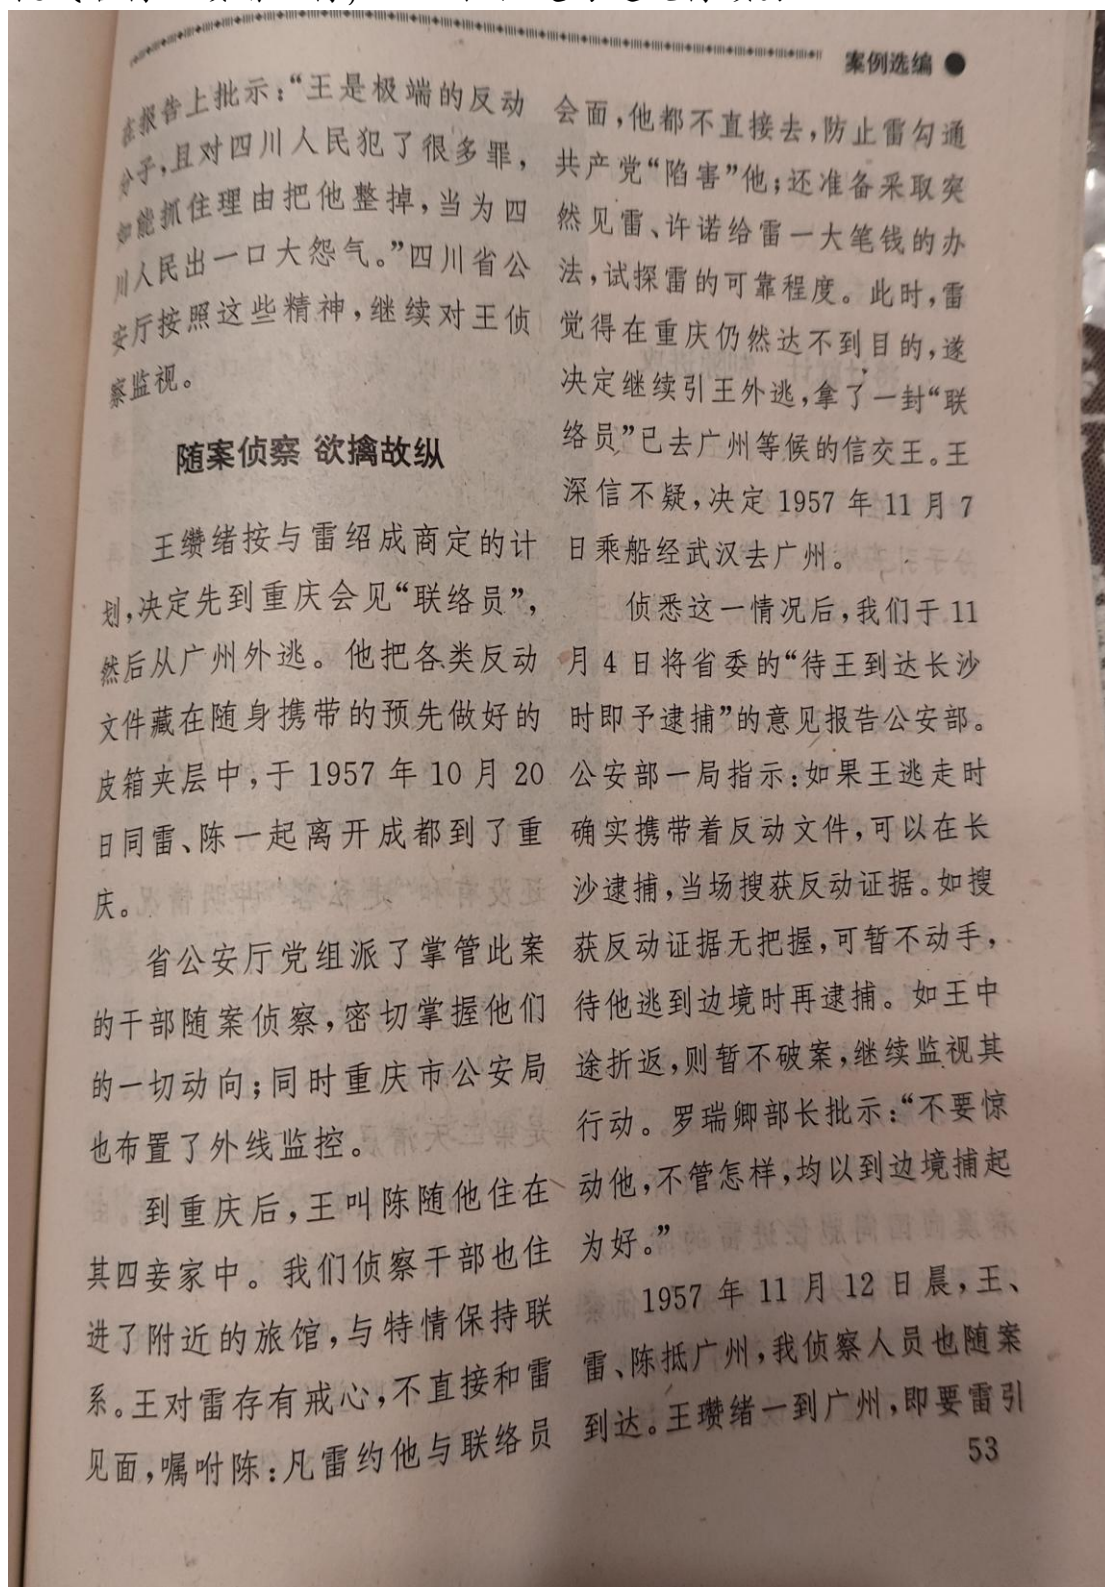 案例选编 ●
在报告上批示：“王是极端的反动
分子，且对四川人民犯了很多罪，
如能抓住理由把他整掉，当为四
川人民出一口大怨气。”四川省公
安厅按照这些精神，继续对王侦
察监视。
随案侦察 欲擒故纵
王缵绪按与雷绍成商定的计
划，决定先到重庆会见“联络员”，
然后从广州外逃。他把各类反动
文件藏在随身携带的预先做好的
皮箱夹层中，于 1957 年 10 月 20
日同雷、陈一起离开成都到了重
庆。
省公安厅党组派了掌管此案
的干部随案侦察，密切掌握他们
的一切动向；同时重庆市公安局
也布置了外线监控。
到重庆后，王叫陈随他住在
其四妾家中。我们侦察干部也住
进了附近的旅馆，与特情保持联
系。王对雷存有戒心，不直接和雷
见面，嘱咐陈：凡雷约他与联络员
会面，他都不直接去，防止雷勾通
共产党“陷害”他；还准备采取突
然见雷、许诺给雷一大笔钱的办
法，试探雷的可靠程度。此时，雷
觉得在重庆仍然达不到目的，遂
决定继续引王外逃，拿了一封“联
络员”已去广州等候的信交王。王
深信不疑，决定 1957 年 11 月 7
日乘船经武汉去广州。
侦悉这一情况后，我们于 11
月 4 日将省委的“待王到达长沙
时即予逮捕”的意见报告公安部。
公安部一局指示：如果王逃走时
确实携带着反动文件，可以在长
沙逮捕，当场搜获反动证据。如搜
获反动证据无把握，可暂不动手，
待他逃到边境时再逮捕。如王中
途折返，则暂不破案，继续监视其
行动。罗瑞卿部长批示：“不要惊
动他，不管怎样，均以到边境捕起
为好。”
1957 年 11 月 12 日晨，王、
雷、陈抵广州，我侦察人员也随案
到达。王瓒绪一到广州，即要雷引
53